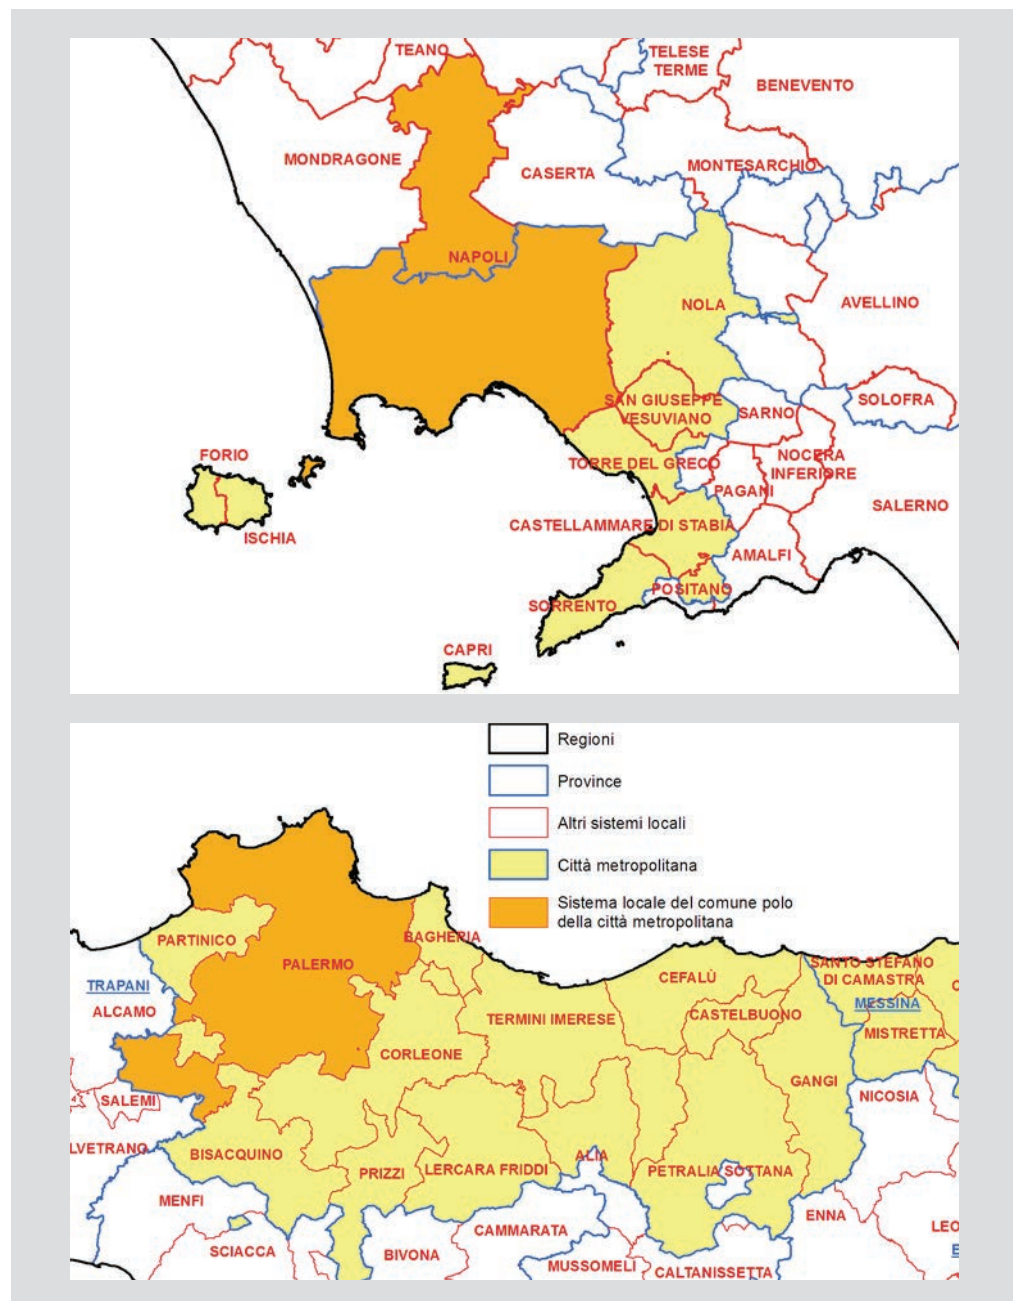 TEANO
TELESE
TERME
BENEVENTO
MONDRAGONE
CASERTA
MONTESARCHIO
NAPOLI
NOLA
AVELLINO
SAN GIUSEPPE
VESUVIANO
SARNO
SOLOFRA
FORIO
TORRE DEL GRECO
NOCERA
INFERIORE
PAGANI
SALERNO
ISCHIA
CASTELLAMMARE DI STABIA
AMALFI
POSITANO
SORRENTO
CAPRI
Regioni
Province
Altri sistemi locali
Città metropolitana
Sistema locale del comune polo
della città metropolitana
PARTINICO
BAGHERIA
PALERMO
TRAPANI
ALCAMO
CEFALÙ
SANTO STEFANO
DI CAMASTRA
C
MESSINA
CASTELBUONO
TERMINI IMERESE
MISTRETTA
CORLEONE
GANGI
NICOSIA
SALEMI
LVETRANO
BISACQUINO
PRIZZI
LERCARA FRIDDI
ALIA
PETRALIA SOTTANA
MENFI
ENNA
SCIACCA
BIVONA
CAMMARATA
LEO
E
MUSSOMELI
CALTANISSETTA